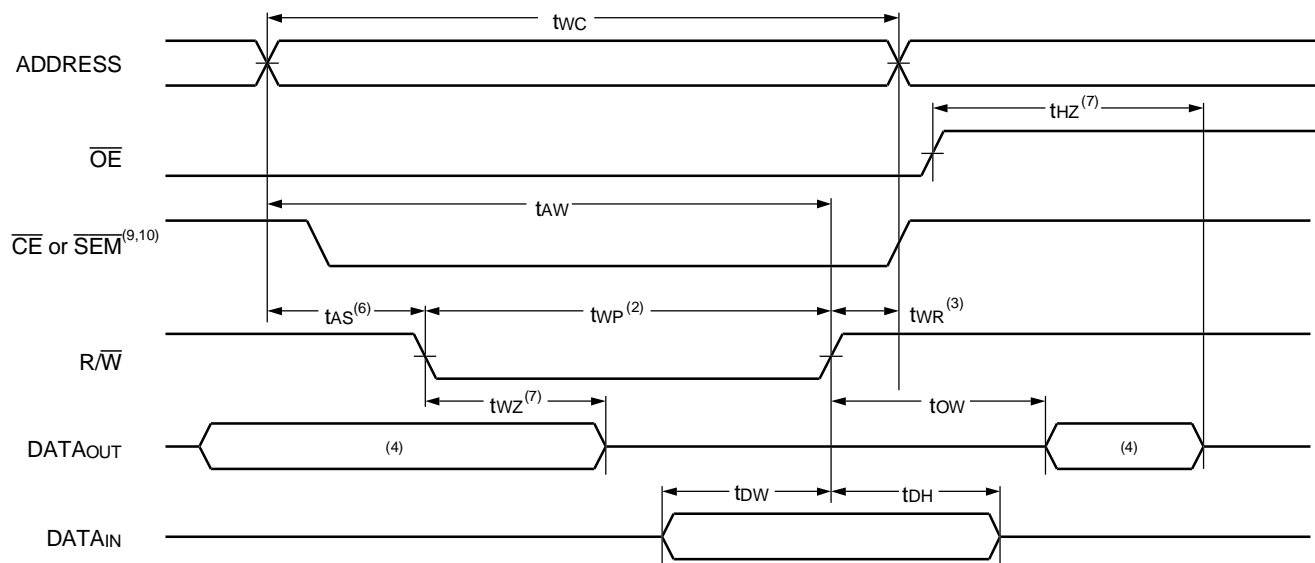 tWC
ADDRESS
tHZ(7)
OE
tAW
CE or SEM(9,10)
tAS(6) tWP(2) tWR(3)
R/W
tWZ(7) tOW
DATAOUT (4) (4)
tDW tDH
DATAIN